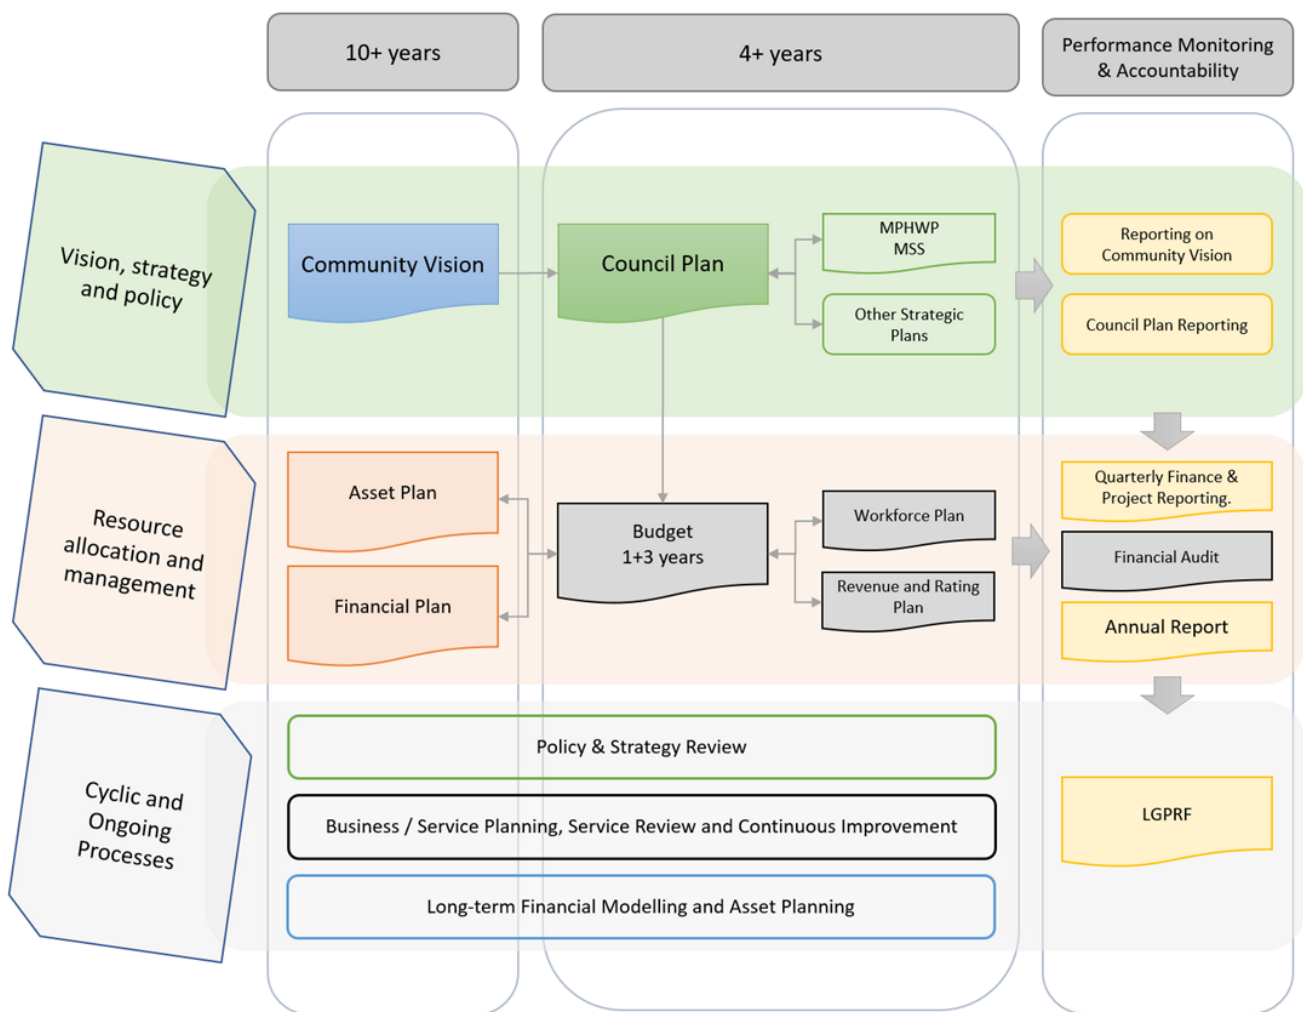 10+ years
4+ years
Performance Monitoring
& Accountability
Vision, strategy
and policy
Community Vision
Council Plan
MPHWP
MSS
Other Strategic
Plans
Reporting on
Community Vision
Council Plan Reporting
Resource
allocation and
management
Asset Plan
Financial Plan
Budget
1+3 years
Workforce Plan
Revenue and Rating
Plan
Quarterly Finance &
Project Reporting.
Financial Audit
Annual Report
Cyclic and
Ongoing
Processes
Policy & Strategy Review
Business / Service Planning, Service Review and Continuous Improvement
Long-term Financial Modelling and Asset Planning
LGPRF